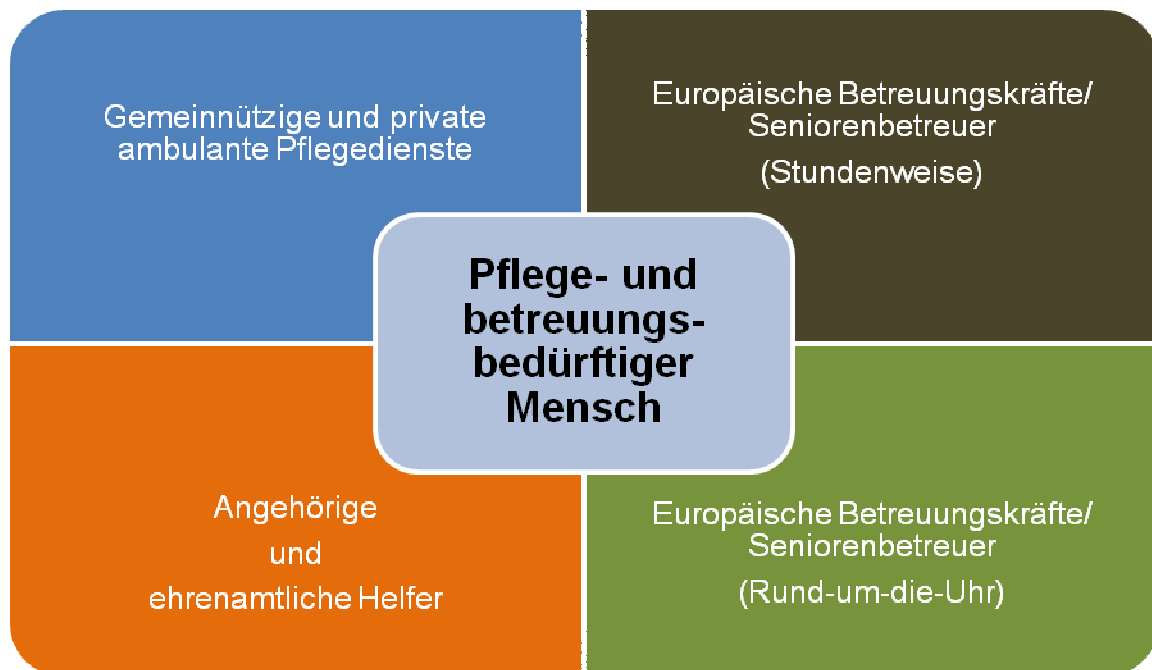 Gemeinnützige und private
ambulante Pflegedienste
Europäische Betreuungskräfte/
Seniorenbetreuer
(Stundenweise)
Pflege- und
betreuungs-
bedürftiger
Mensch
Angehörige
und
ehrenamtliche Helfer
Europäische Betreuungskräfte/
Seniorenbetreuer
(Rund-um-die-Uhr)